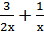 3/2x + 1/x